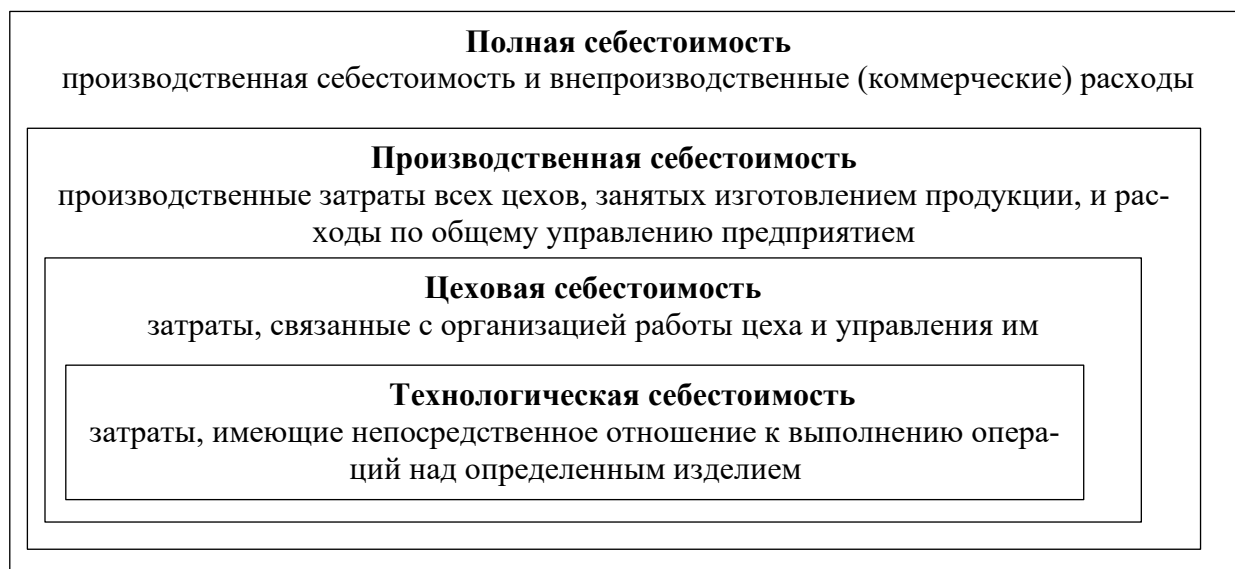 Полная себестоимость
производственная себестоимость и внепроизводственные (коммерческие) расходы
Производственная себестоимость
производственные затраты всех цехов, занятых изготовлением продукции, и рас-
ходы по общему управлению предприятием
Цеховая себестоимость
затраты, связанные с организацией работы цеха и управления им
Технологическая себестоимость
затраты, имеющие непосредственное отношение к выполнению опера-
ций над определенным изделием